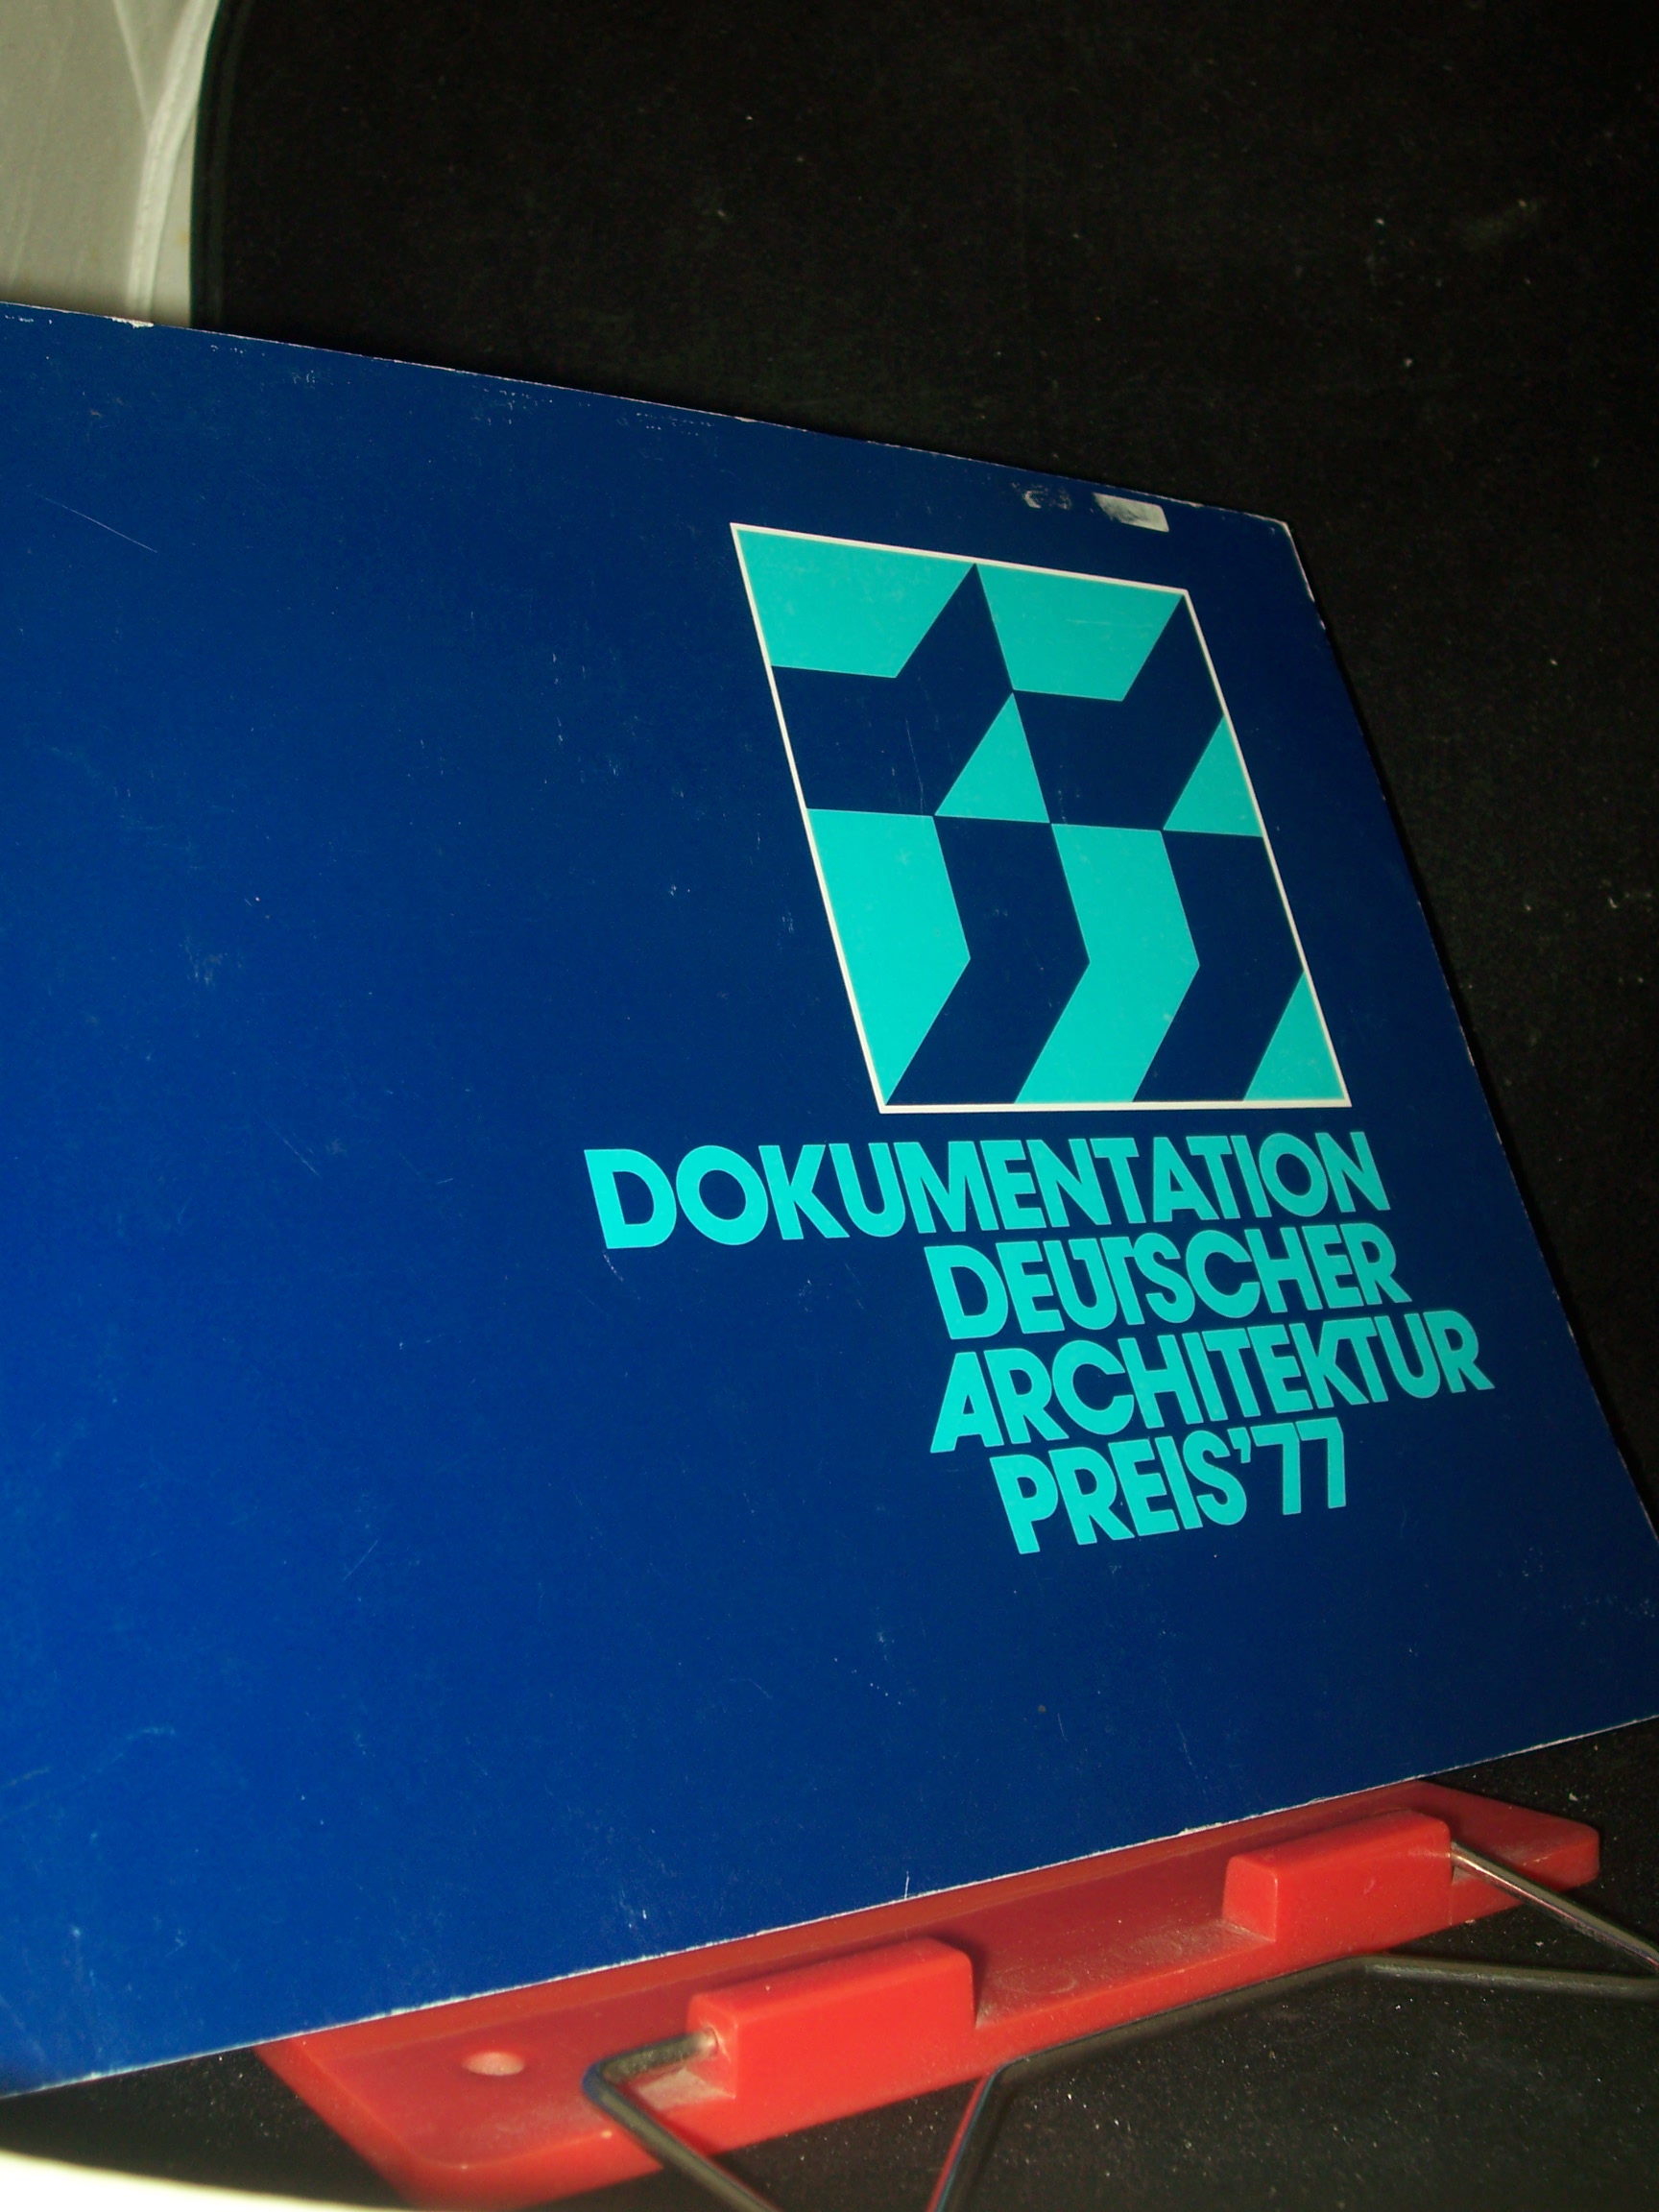 DOKUMENTATION
DEUTSCHER
ARCHITEKTUR
PREIS'77